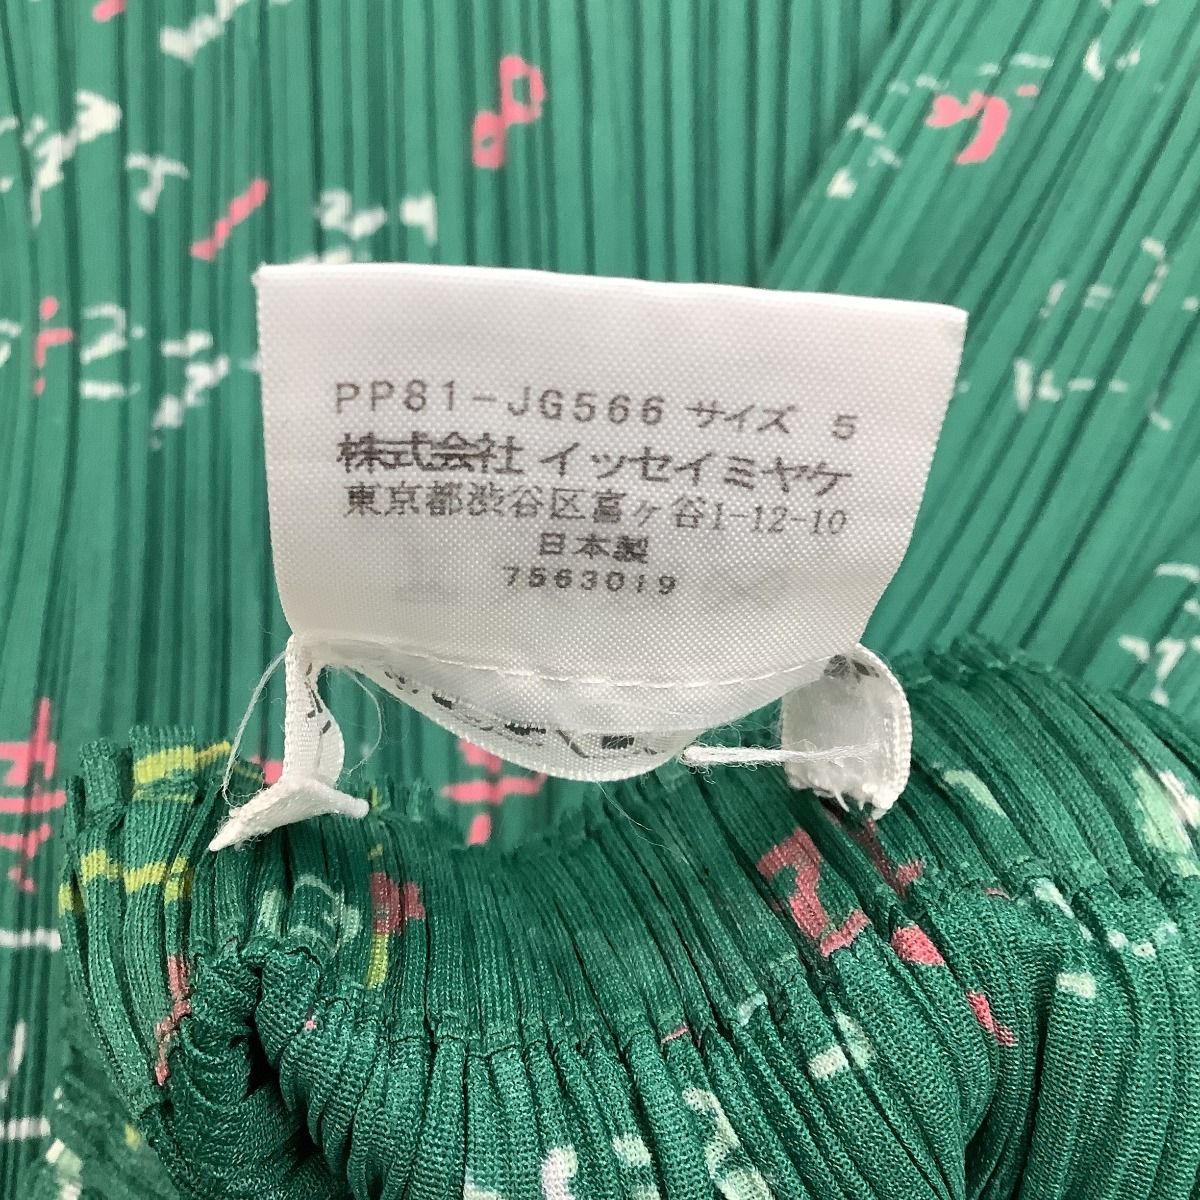 PP81-JG566 サイズ 5
株式会社イッセイミヤケ
東京都渋谷区富ヶ谷1-12-10
日本製
7563019